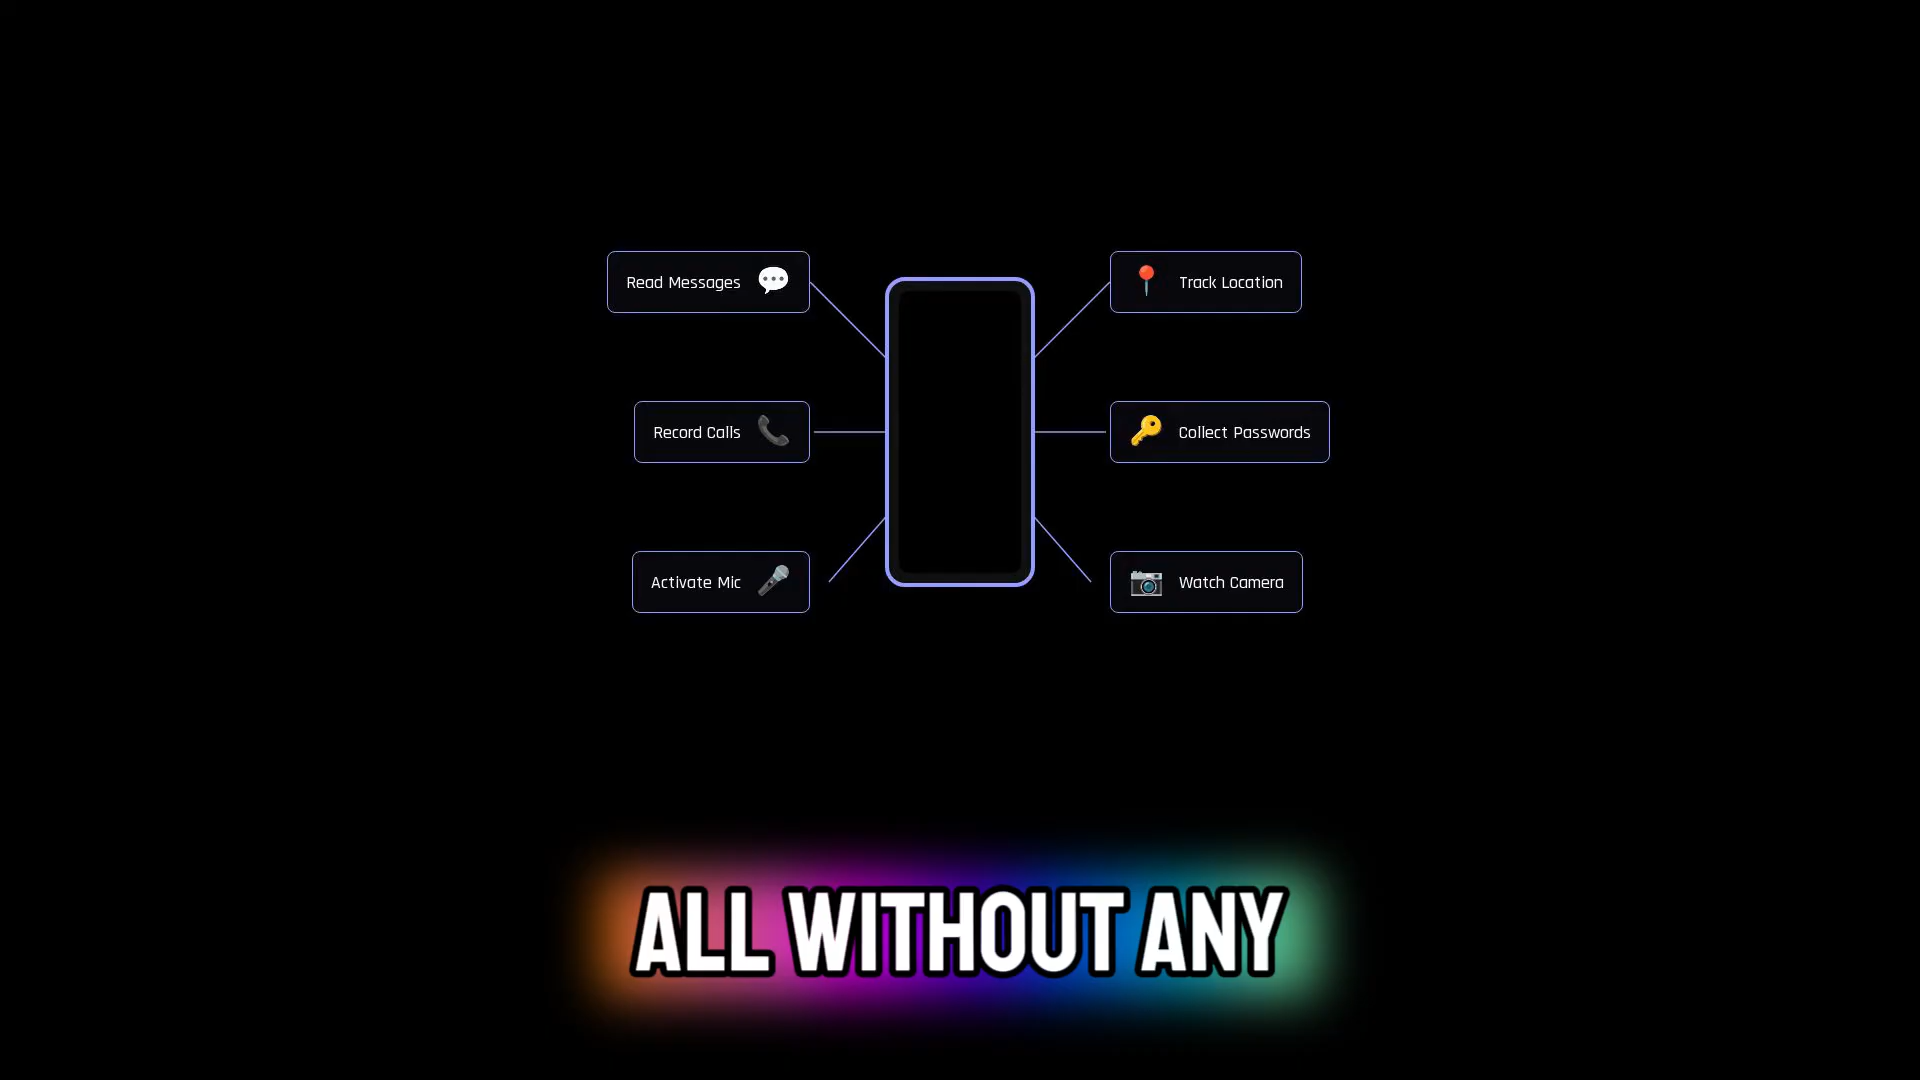 Read Messages
Track Location
Record Calls
Collect Passwords
Activate Mic
Watch Camera
ALL WITHOUT ANY